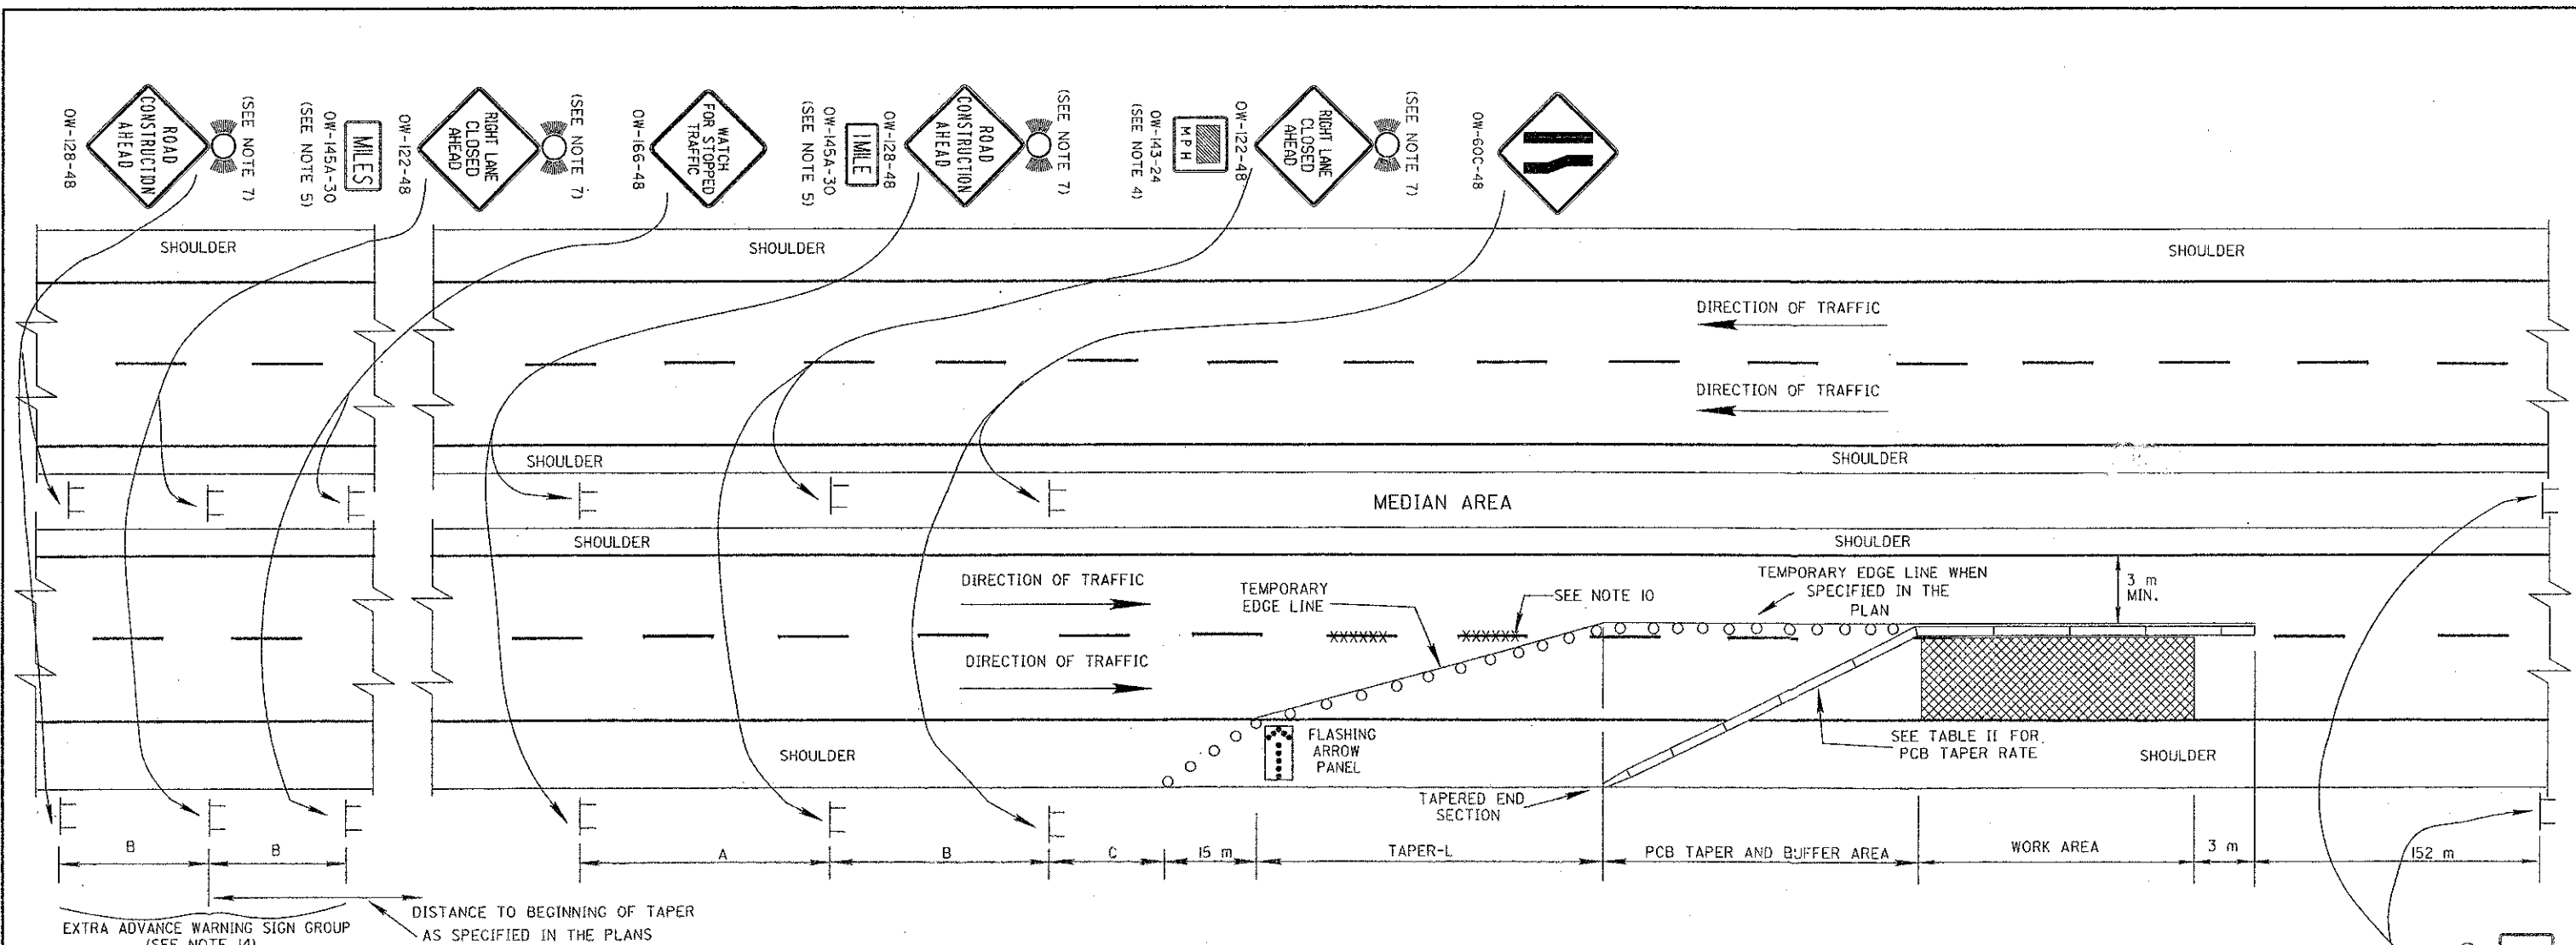 ROAD
CONSTRUCTION
AHEAD
(SEE NOTE 7)
OW-128-48
MILES
OW-145A-30
(SEE NOTE 5)
RIGHT LANE
CLOSED
AHEAD
(SEE NOTE 7)
OW-122-48
WATCH
FOR STOPPED
TRAFFIC
OW-166-48
1 MILE
OW-145A-30
(SEE NOTE 5)
ROAD
CONSTRUCTION
AHEAD
(SEE NOTE 7)
OW-128-48
MPH
OW-143-24
(SEE NOTE 4)
RIGHT LANE
CLOSED
AHEAD
(SEE NOTE 7)
OW-122-48
OW-60C-48
SHOULDER
SHOULDER
SHOULDER
DIRECTION OF TRAFFIC
DIRECTION OF TRAFFIC
SHOULDER
SHOULDER
MEDIAN AREA
SHOULDER
SHOULDER
DIRECTION OF TRAFFIC
TEMPORARY
EDGE LINE
SEE NOTE 10
TEMPORARY EDGE LINE WHEN
SPECIFIED IN THE
PLAN
3 m
MIN.
XXXXXX
XXXXXX
DIRECTION OF TRAFFIC
SHOULDER
FLASHING
ARROW
PANEL
SEE TABLE II FOR
PCB TAPER RATE
SHOULDER
TAPERED END
SECTION
B
B
A
B
C
15 m
TAPER-L
PCB TAPER AND BUFFER AREA
WORK AREA
3 m
152 m
DISTANCE TO BEGINNING OF TAPER
AS SPECIFIED IN THE PLANS
EXTRA ADVANCE WARNING SIGN GROUP
(SEE NOTE 14)